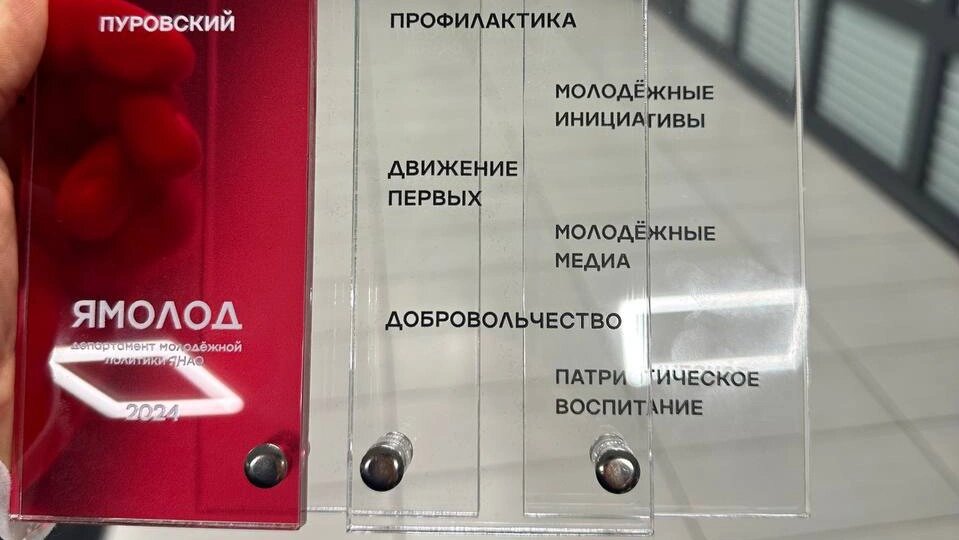 ПУРОВСКИЙ
ЯМОЛОД
департамент молодёжной
политики ЯНАО
2024
ПРОФИЛАКТИКА
МОЛОДЁЖНЫЕ
ИНИЦИАТИВЫ
ДВИЖЕНИЕ
ПЕРВЫХ
МОЛОДЁЖНЫЕ
МЕДИА
ДОБРОВОЛЬЧЕСТВО
ПАТРИОТИЧЕСКОЕ
ВОСПИТАНИЕ